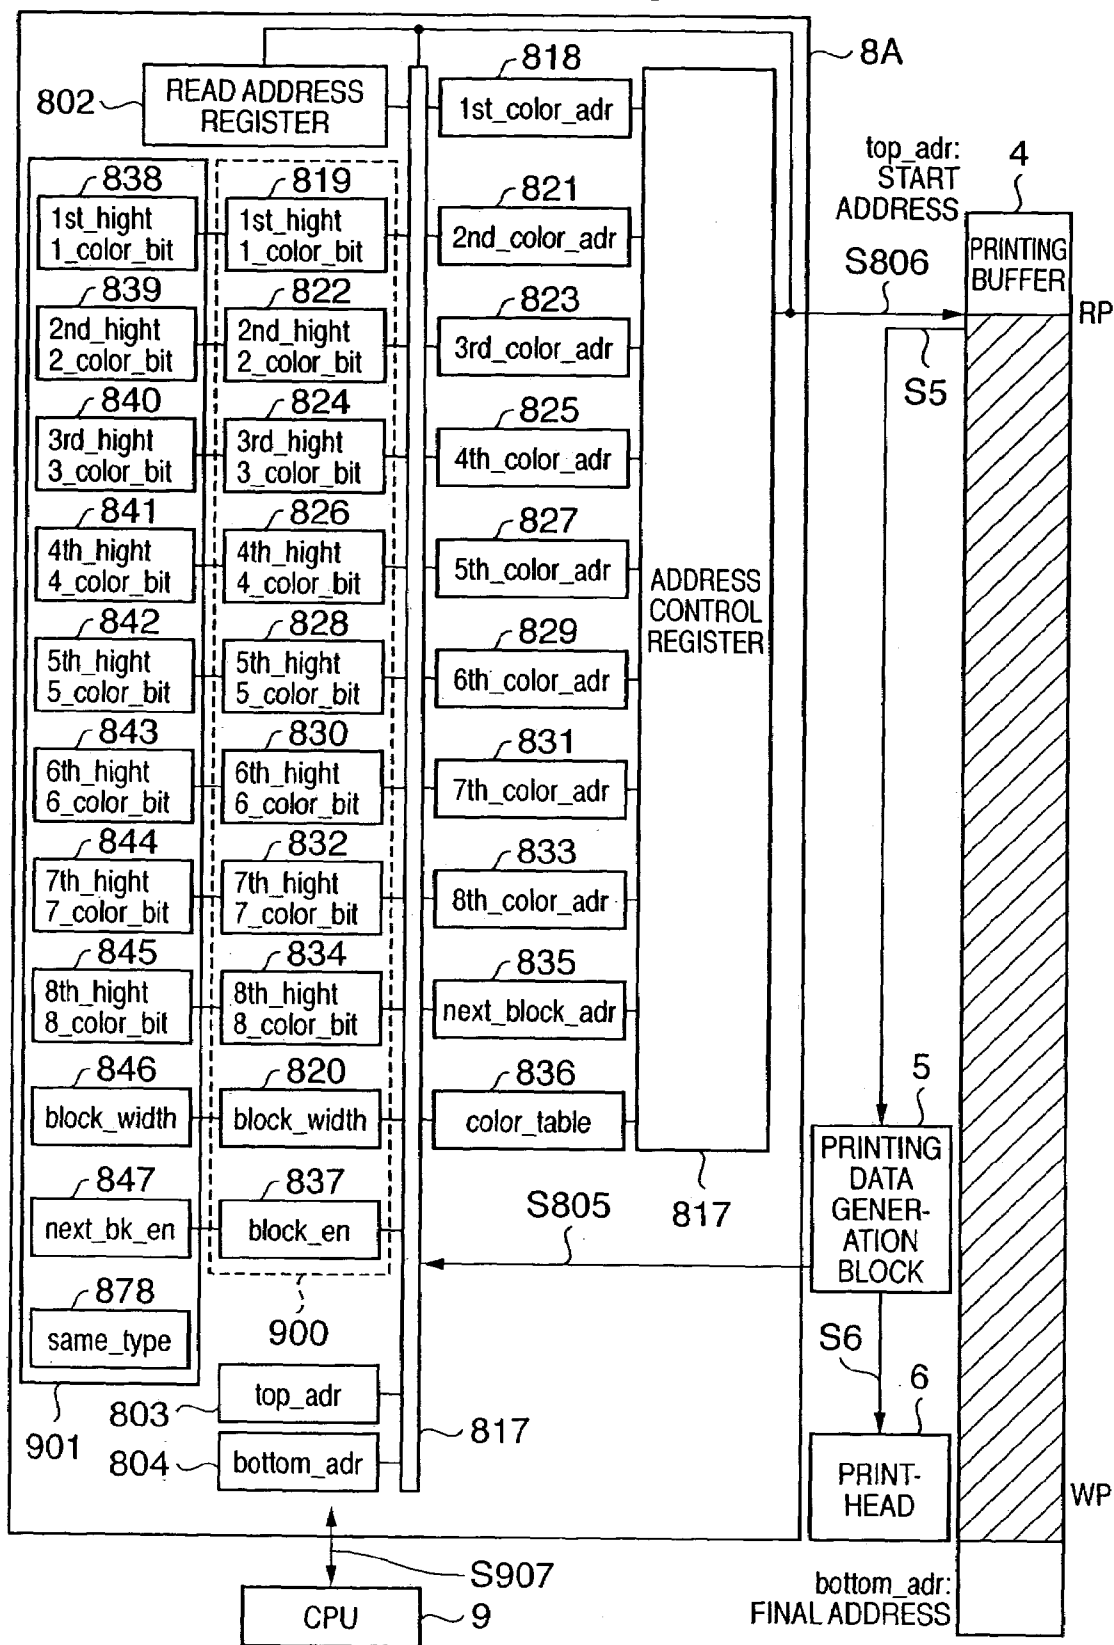 8A
818
802
READ ADDRESS
REGISTER
1st_color_adr
838
819
821
1st_hight
1_color_bit
1st_hight
1_color_bit
2nd_color_adr
839
822
823
2nd_hight
2_color_bit
2nd_hight
2_color_bit
3rd_color_adr
840
824
825
3rd_hight
3_color_bit
3rd_hight
3_color_bit
4th_color_adr
841
826
827
4th_hight
4_color_bit
4th_hight
4_color_bit
5th_color_adr
842
828
829
5th_hight
5_color_bit
5th_hight
5_color_bit
6th_color_adr
843
830
831
6th_hight
6_color_bit
6th_hight
6_color_bit
7th_color_adr
844
832
833
7th_hight
7_color_bit
7th_hight
7_color_bit
8th_color_adr
845
834
835
8th_hight
8_color_bit
8th_hight
8_color_bit
next_block_adr
846
820
836
block_width
block_width
color_table
847
837
next_bk_en
block_en
878
same_type
900
901
803
top_adr
804
bottom_adr
817
ADDRESS
CONTROL
REGISTER
817
S805
top_adr:
START
ADDRESS
4
PRINTING
BUFFER
S806
RP
S5
5
PRINTING
DATA
GENER-
ATION
BLOCK
S6
6
PRINT-
HEAD
WP
bottom_adr:
FINAL ADDRESS
S907
CPU
9